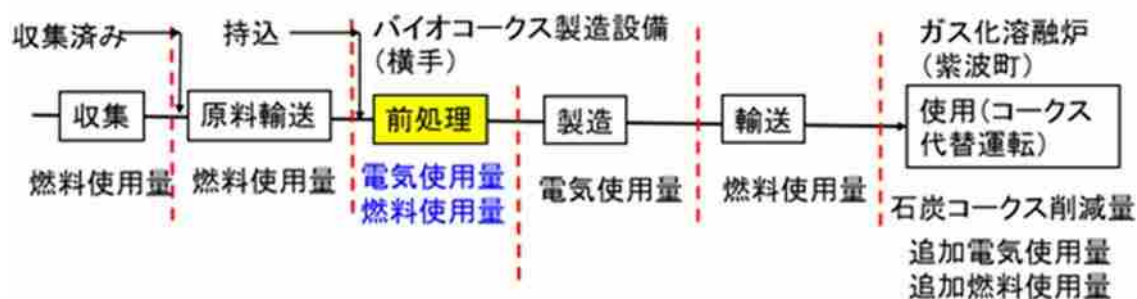 収集済み
持込
バイオコークス製造設備
(横手)
ガス化溶融炉
(紫波町)
収集
原料輸送
前処理
製造
輸送
使用(コークス
代替運転)
燃料使用量
燃料使用量
電気使用量
燃料使用量
電気使用量
燃料使用量
石炭コークス削減量
追加電気使用量
追加燃料使用量